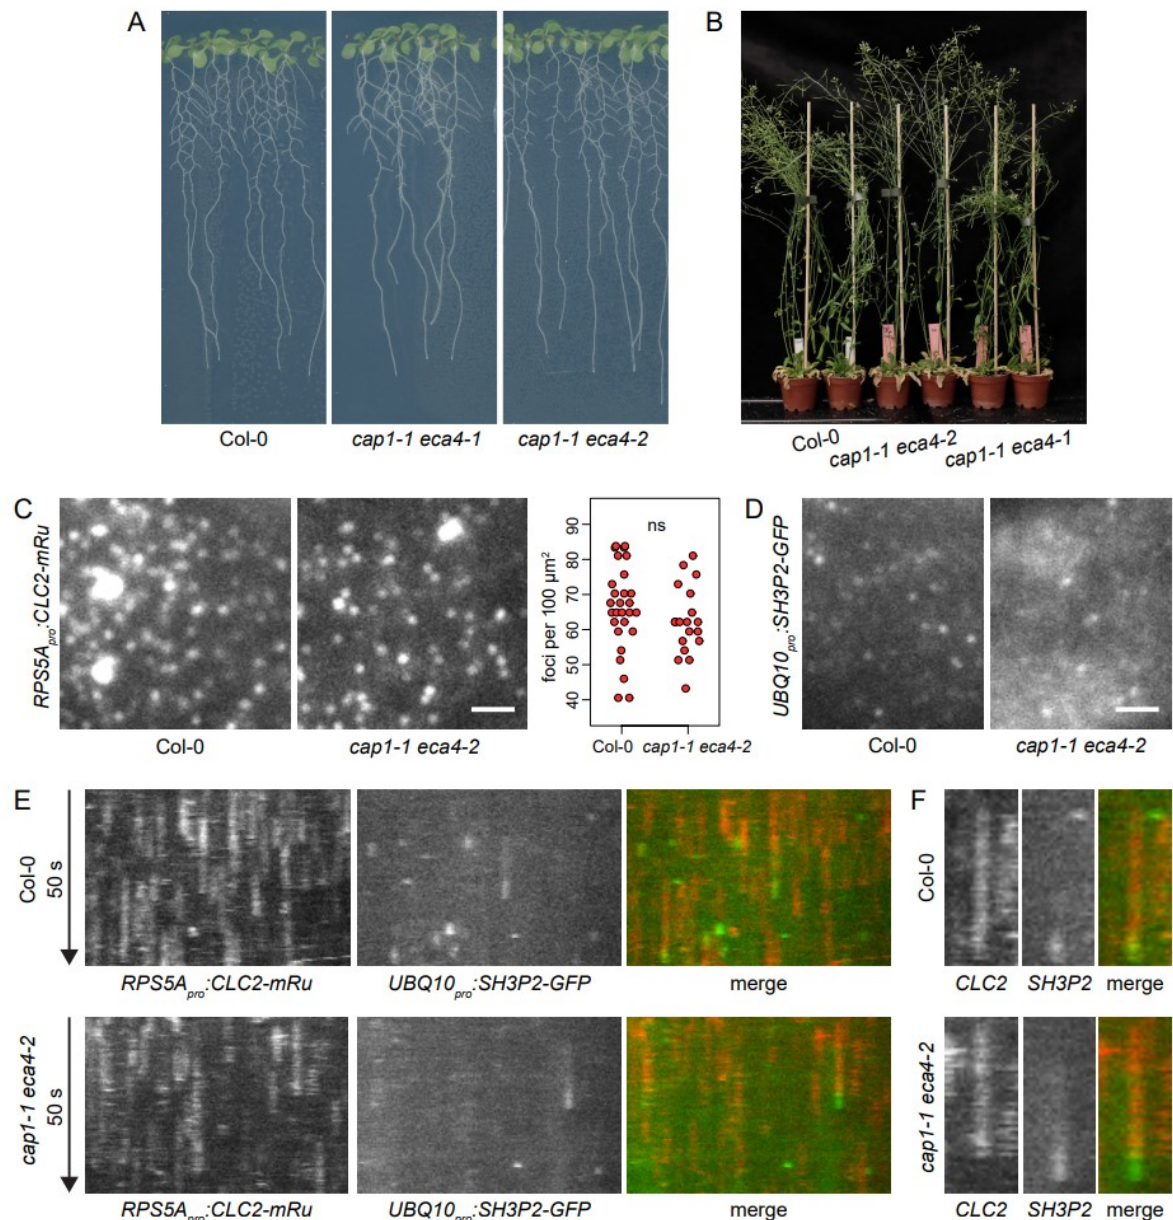 A
Col-0
cap1-1 eca4-1
cap1-1 eca4-2
B
Col-0
cap1-1 eca4-2
cap1-1 eca4-1
C
RPS5Apro:CLC2-mRu
Col-0
cap1-1 eca4-2
foci per 100 µm²
90
80
70
60
50
40
ns
Col-0 cap1-1 eca4-2
D
UBQ10pro:SH3P2-GFP
Col-0
cap1-1 eca4-2
E
Col-0
50 s
RPS5Apro:CLC2-mRu
UBQ10pro:SH3P2-GFP
merge
cap1-1 eca4-2
50 s
RPS5Apro:CLC2-mRu
UBQ10pro:SH3P2-GFP
merge
F
Col-0
CLC2 SH3P2 merge
cap1-1 eca4-2
CLC2 SH3P2 merge